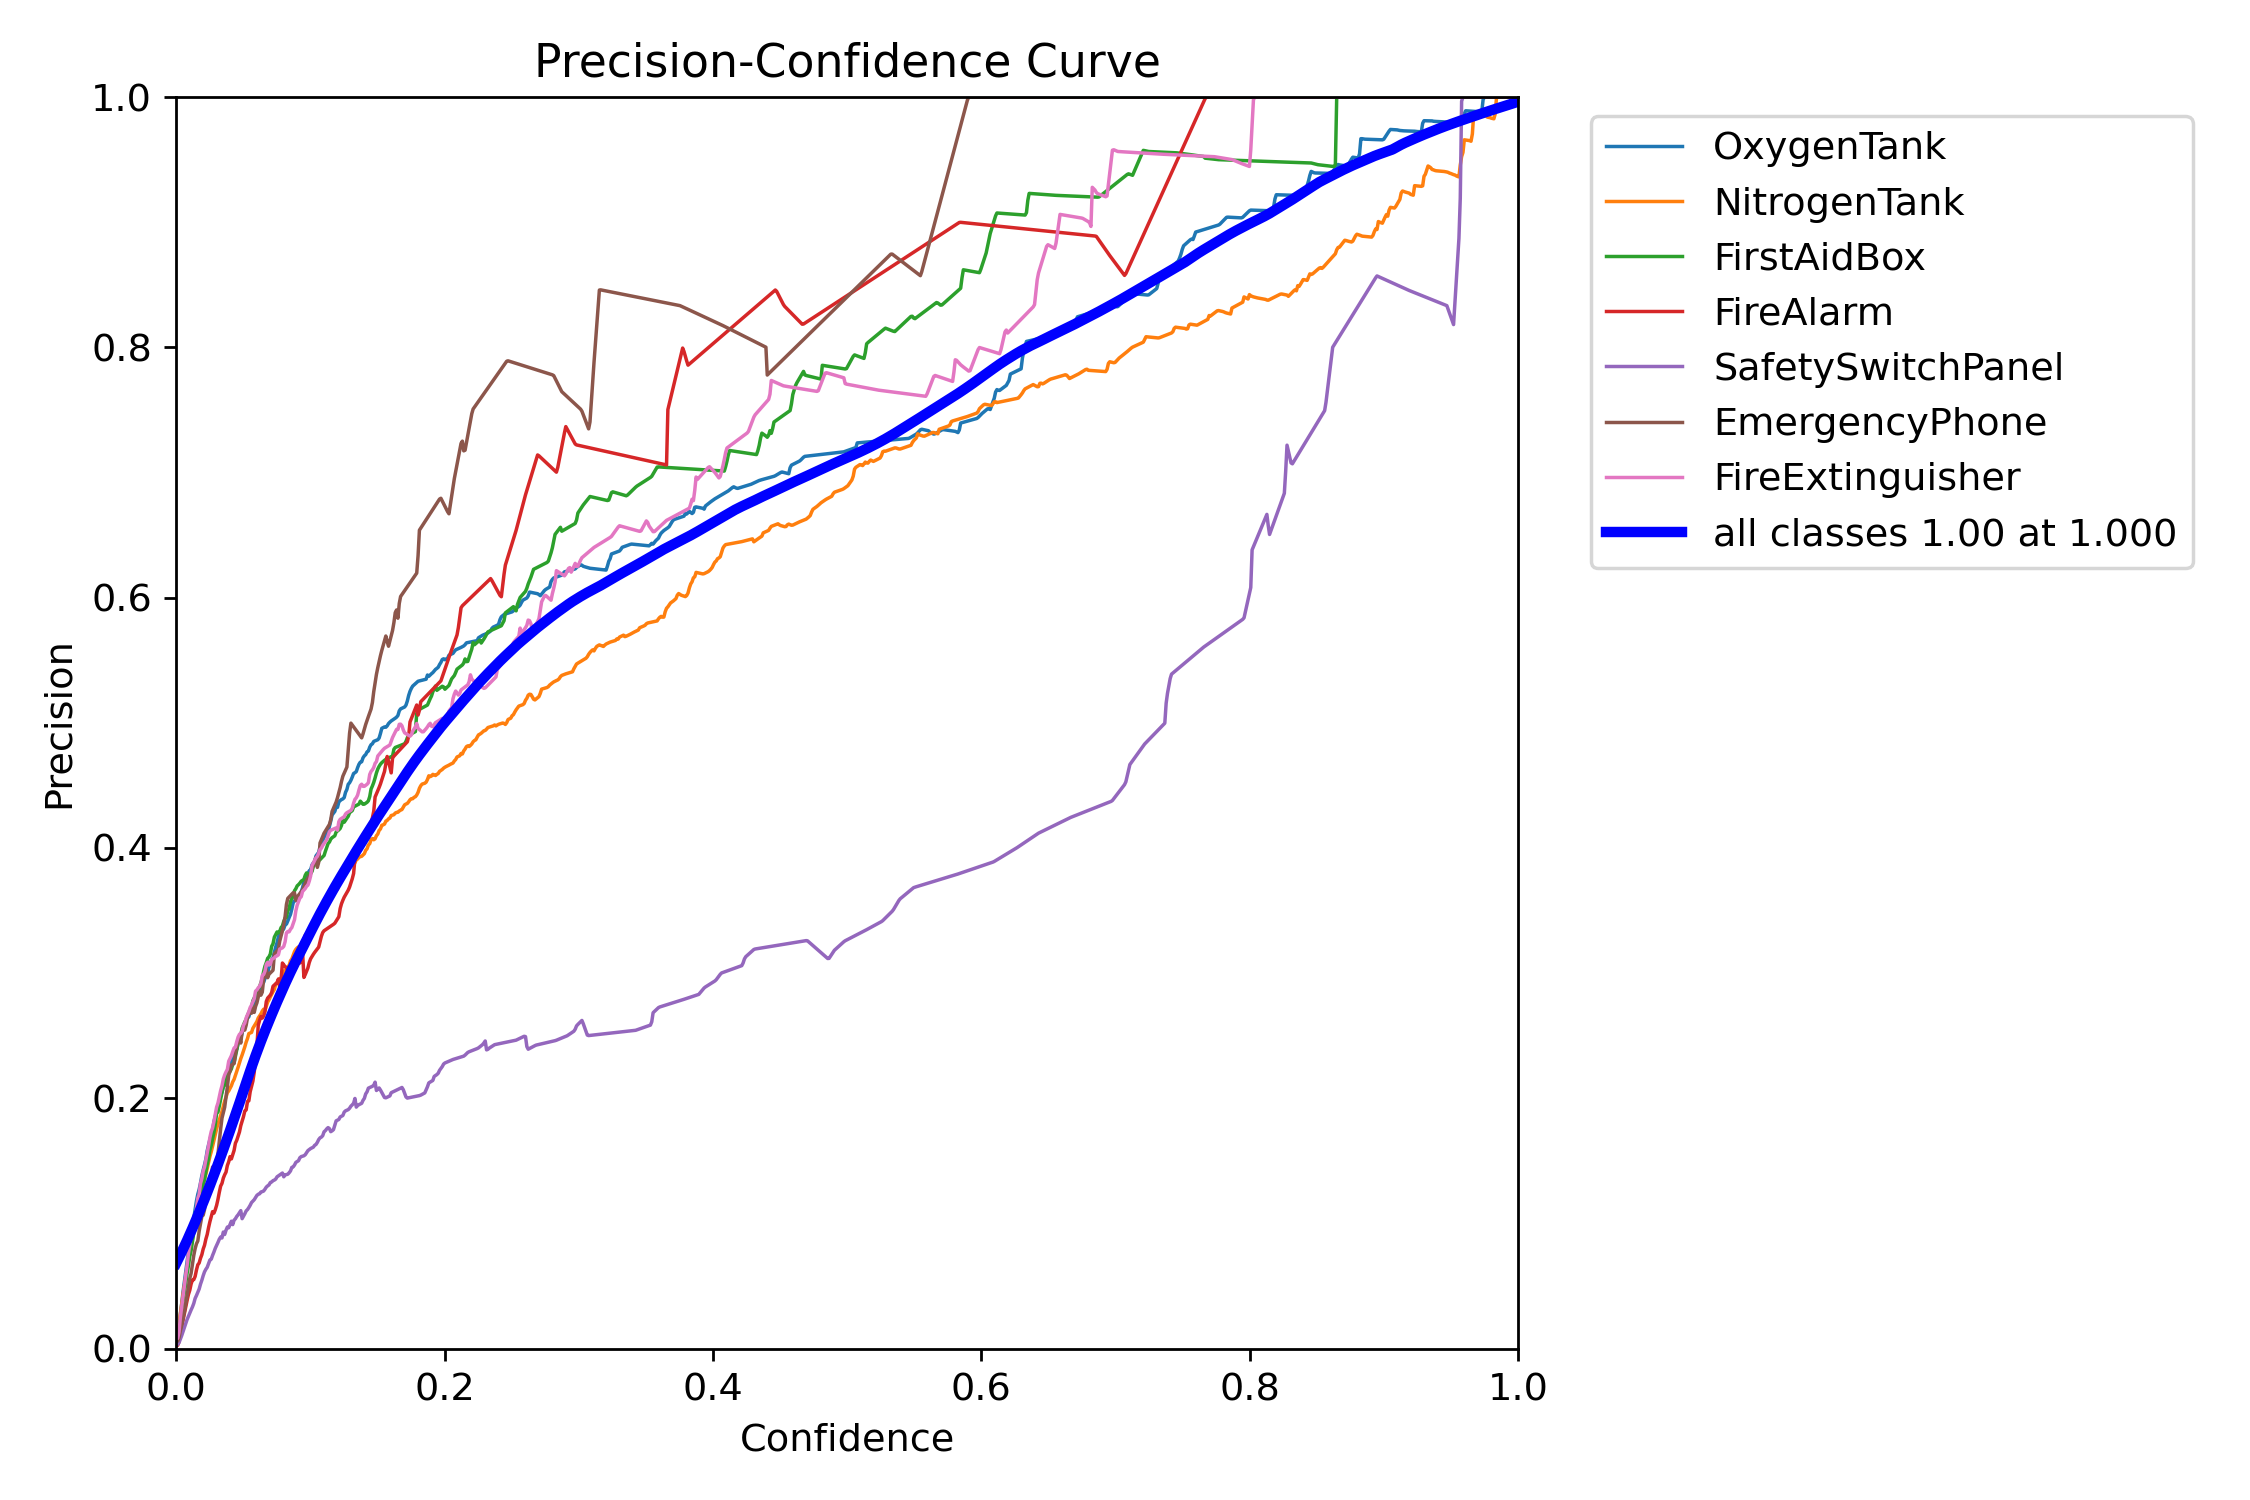 Precision-Confidence Curve
1.0
0.8
0.6
0.4
0.2
0.0
Precision
0.0 0.2 0.4 0.6 0.8 1.0
Confidence
OxygenTank
NitrogenTank
FirstAidBox
FireAlarm
SafetySwitchPanel
EmergencyPhone
FireExtinguisher
all classes 1.00 at 1.000